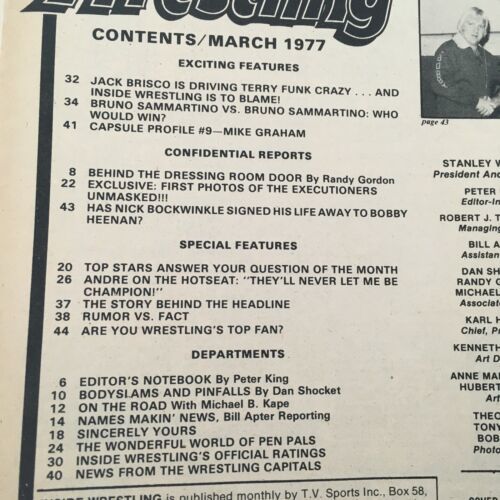 Wrestling
CONTENTS/MARCH 1977
EXCITING FEATURES
32 JACK BRISCO IS DRIVING TERRY FUNK CRAZY . . . AND
INSIDE WRESTLING IS TO BLAME!
34 BRUNO SAMMARTINO VS. BRUNO SAMMARTINO: WHO
WOULD WIN?
41 CAPSULE PROFILE #9—MIKE GRAHAM
CONFIDENTIAL REPORTS
8 BEHIND THE DRESSING ROOM DOOR By Randy Gordon
22 EXCLUSIVE: FIRST PHOTOS OF THE EXECUTIONERS
UNMASKED!!!
43 HAS NICK BOCKWINKLE SIGNED HIS LIFE AWAY TO BOBBY
HEENAN?
SPECIAL FEATURES
20 TOP STARS ANSWER YOUR QUESTION OF THE MONTH
26 ANDRE ON THE HOTSEAT: "THEY'LL NEVER LET ME BE
CHAMPION!"
37 THE STORY BEHIND THE HEADLINE
38 RUMOR VS. FACT
44 ARE YOU WRESTLING'S TOP FAN?
DEPARTMENTS
6 EDITOR'S NOTEBOOK By Peter King
10 BODYSLAMS AND PINFALLS By Dan Shocket
12 ON THE ROAD With Michael B. Kape
14 NAMES MAKIN' NEWS, Bill Apter Reporting
18 SINCERELY YOURS
24 THE WONDERFUL WORLD OF PEN PALS
30 INSIDE WRESTLING'S OFFICIAL RATINGS
40 NEWS FROM THE WRESTLING CAPITALS
INSIDE WRESTLING is published monthly by T.V. Sports Inc., Box 58,
page 43
STANLEY W
President And
PETER
Editor-In
ROBERT J. T
Managing
BILL A
Assistan
DAN SH
RANDY G
MICHAEL
Associat
KARL H
Chief, P
KENNETH
Art D
ANNE MA
HUBERT
Art
THEO
TONY
BOB
Photo
COVER